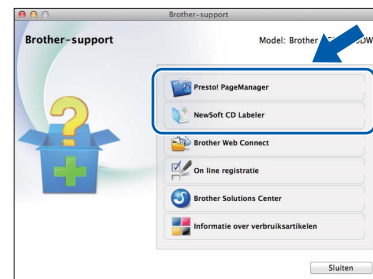 Brother-support
Brother-support
Model: Brother
Presto! PageManager
NewSoft CD Labeler
Brother Web Connect
On line registratie
Brother Solutions Center
Informatie over verbruiksartikelen
Sluiten